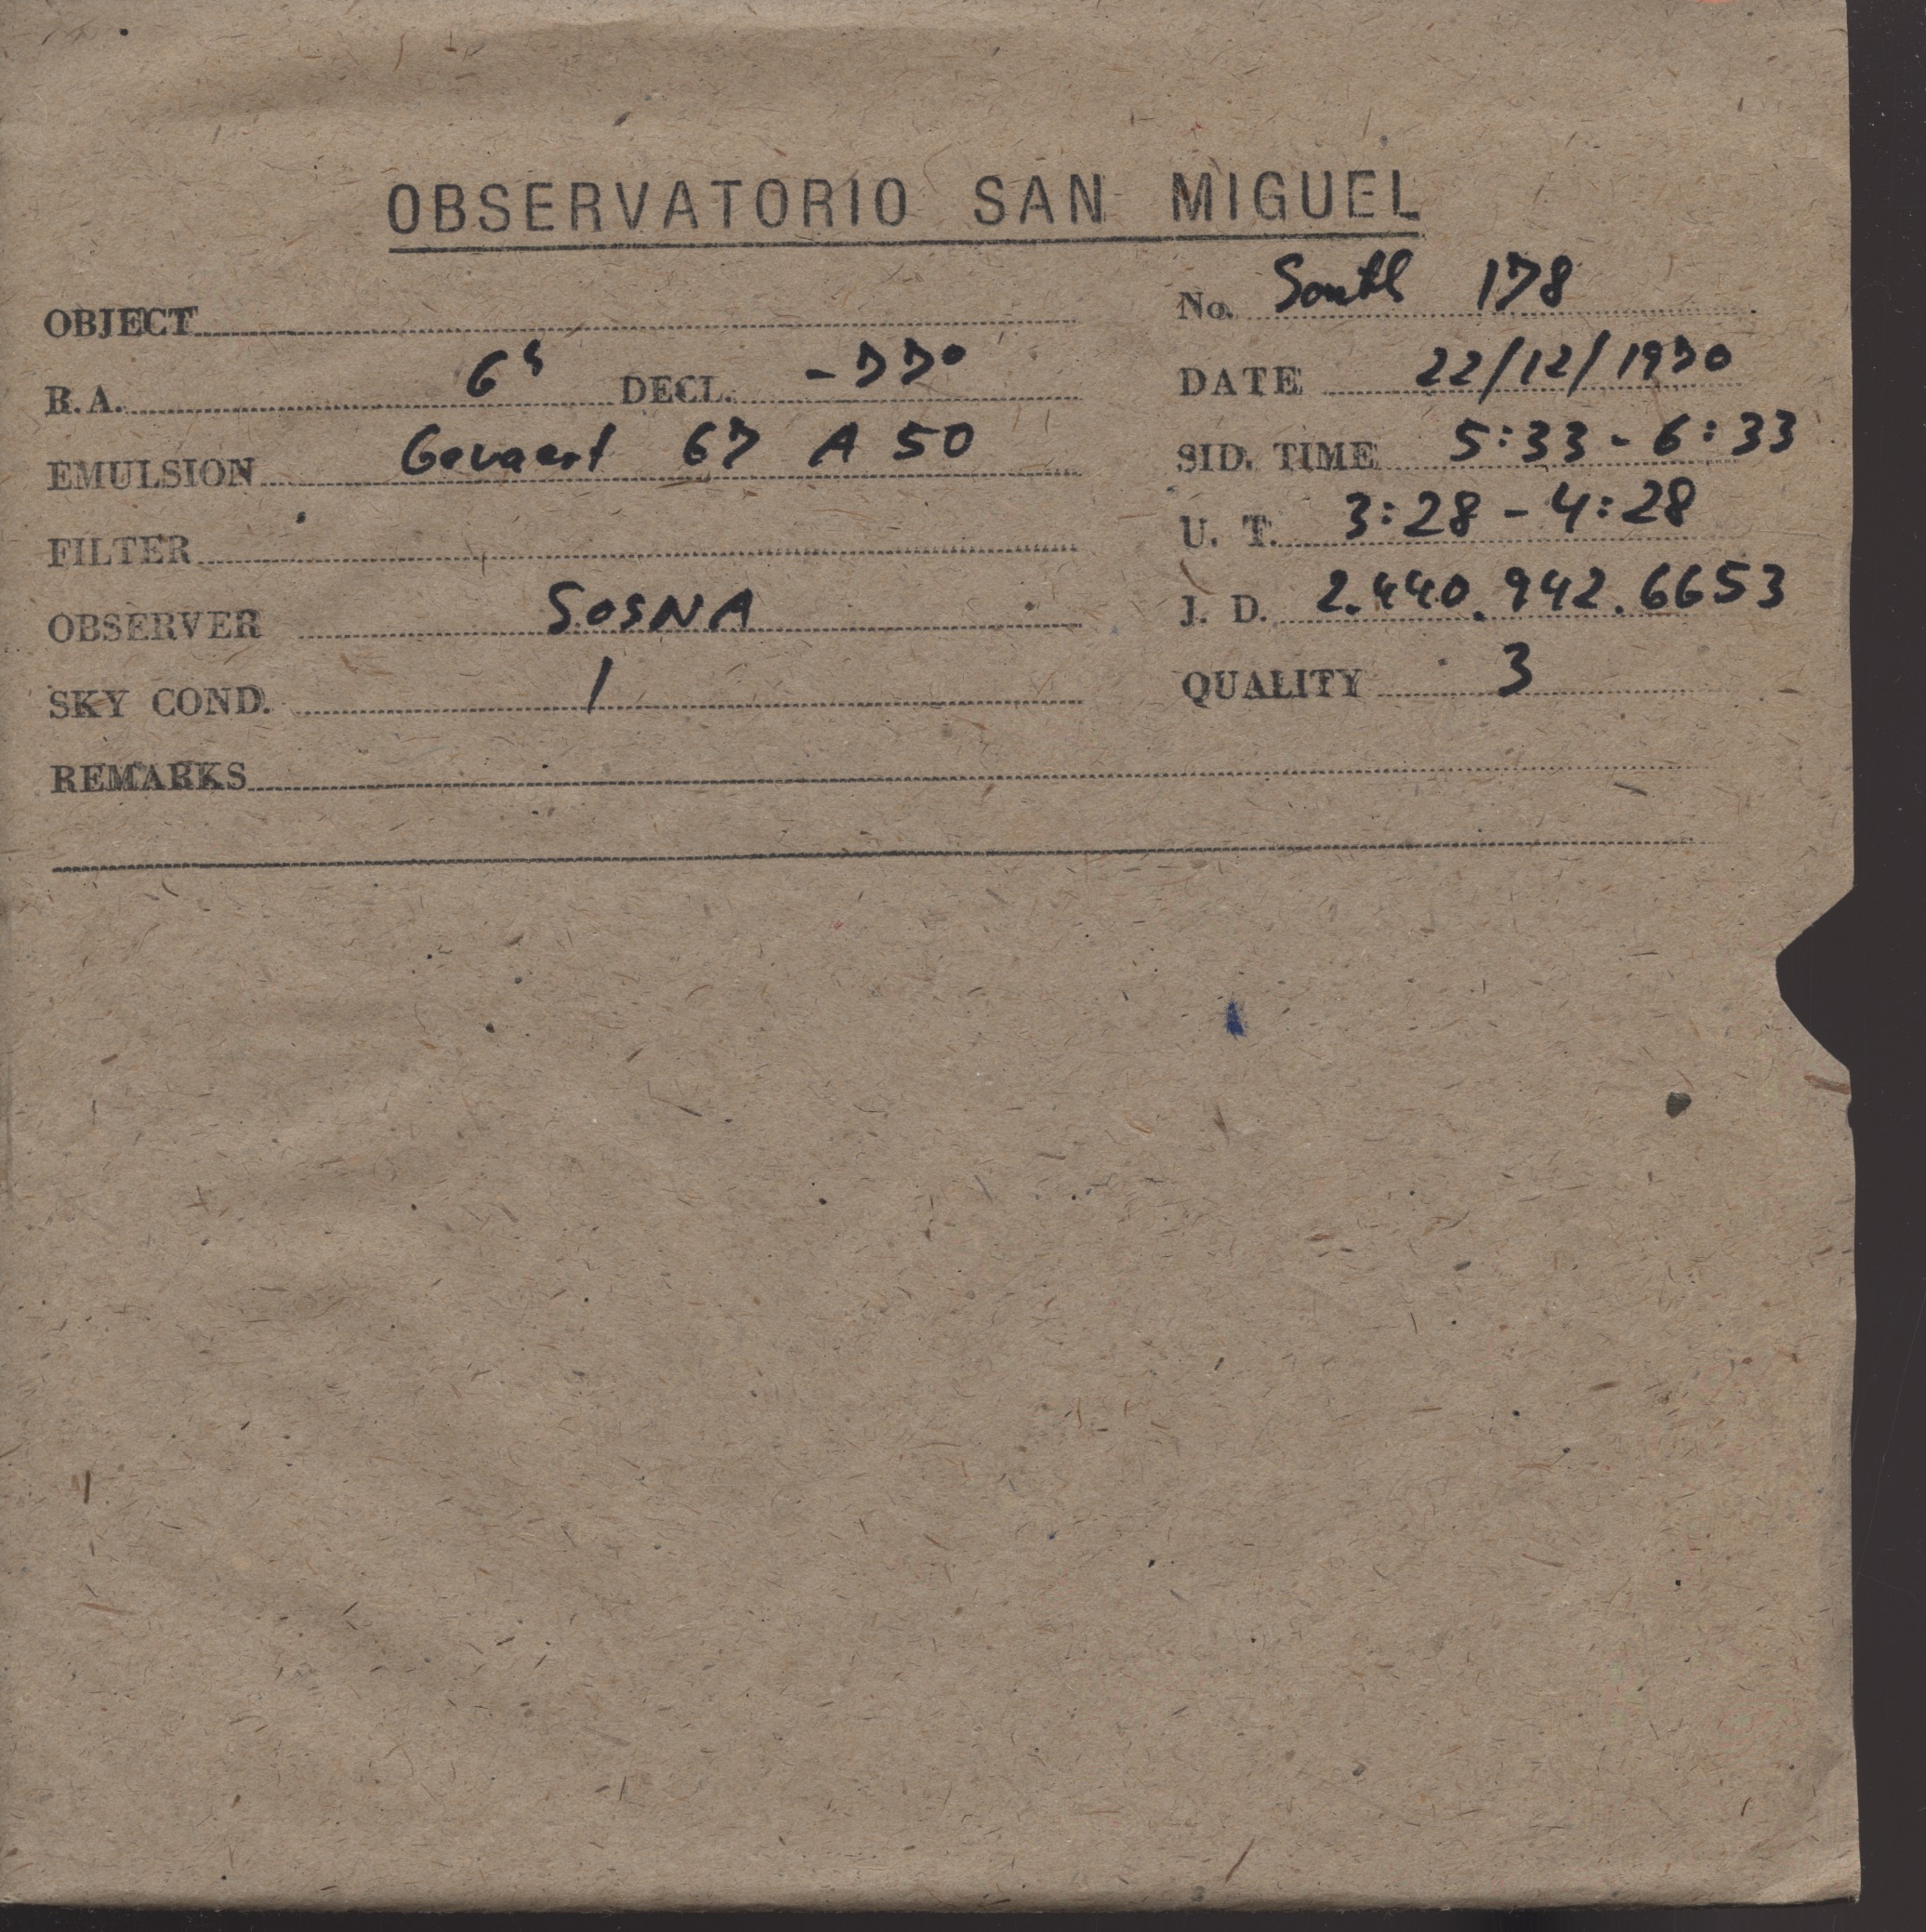 OBSERVATORIO SAN MIGUEL
OBJECT
No. South 178
R.A. 6h DECL. -77°
DATE 22/12/1970
EMULSION Gevaert 67 A 50
SID. TIME 5:33 - 6:33
FILTER
U. T. 3:28 - 4:28
OBSERVER SOSNA
J. D. 2.440.942.6653
SKY COND. 1
QUALITY 3
REMARKS